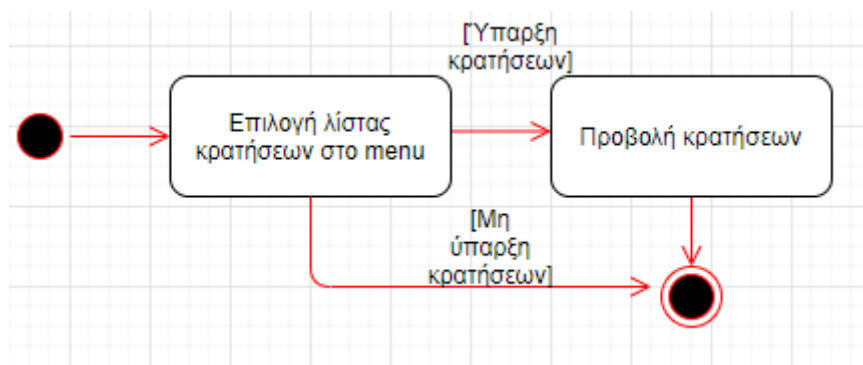 [Ύπαρξη
κρατήσεων]
Επιλογή λίστας
κρατήσεων στο menu
Προβολή κρατήσεων
[Μη
ύπαρξη
κρατήσεων]